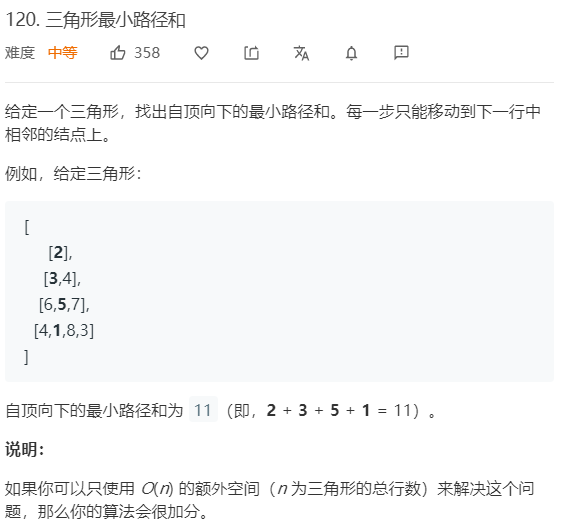 120. 三角形最小路径和
难度 中等 358
给定一个三角形，找出自顶向下的最小路径和。每一步只能移动到下一行中
相邻的结点上。
例如，给定三角形：
[
[2],
[3,4],
[6,5,7],
[4,1,8,3]
]
自顶向下的最小路径和为 11（即，2 + 3 + 5 + 1 = 11）。
说明：
如果你可以只使用 O(n) 的额外空间（n 为三角形的总行数）来解决这个问
题，那么你的算法会很加分。